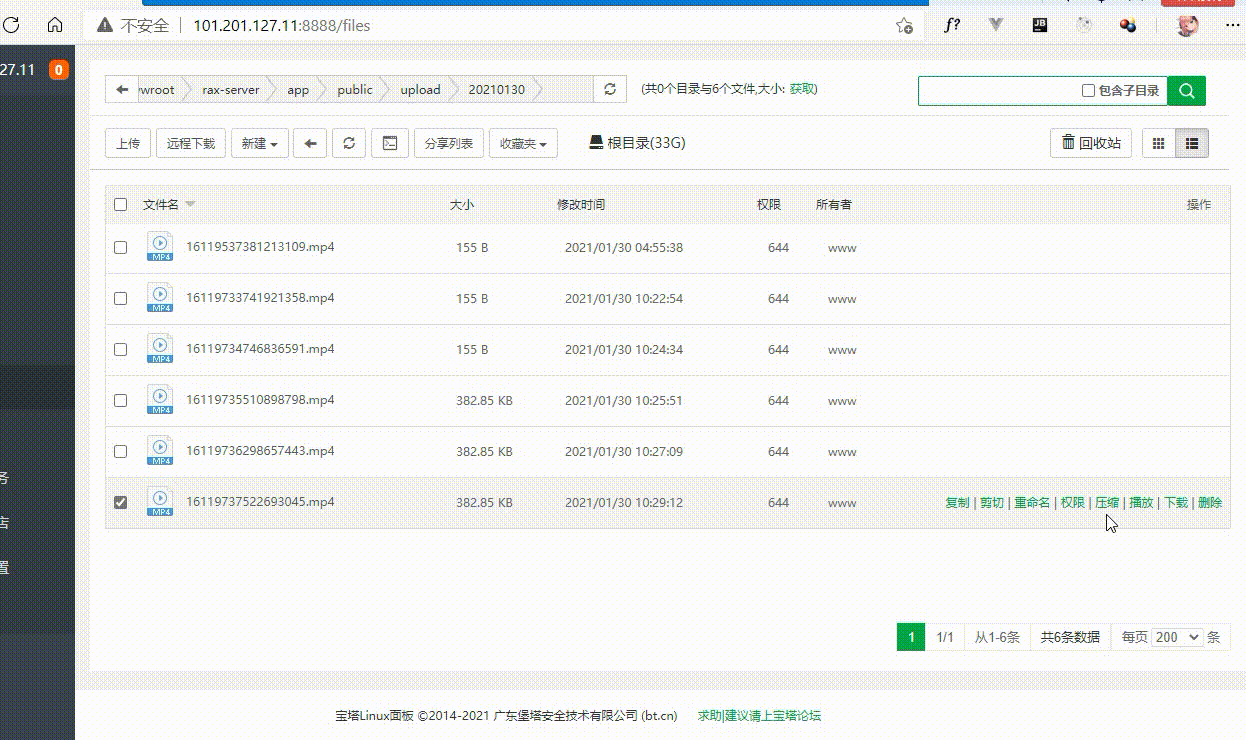 不安全 | 101.201.127.11:8888/files
27.11 0
wroot rax-server app public upload 20210130 (共0个目录与6个文件,大小: 获取)
包含子目录
上传 远程下载 新建 分享列表 收藏夹 根目录(33G) 回收站
文件名 大小 修改时间 权限 所有者 操作
MP4 16119537381213109.mp4 155 B 2021/01/30 04:55:38 644 www
MP4 16119733741921358.mp4 155 B 2021/01/30 10:22:54 644 www
MP4 16119734746836591.mp4 155 B 2021/01/30 10:24:34 644 www
MP4 16119735510898798.mp4 382.85 KB 2021/01/30 10:25:51 644 www
MP4 16119736298657443.mp4 382.85 KB 2021/01/30 10:27:09 644 www
MP4 16119737522693045.mp4 382.85 KB 2021/01/30 10:29:12 644 www 复制 | 剪切 | 重命名 | 权限 | 压缩 | 播放 | 下载 | 删除
务
店
置
1 1/1 从1-6条 共6条数据 每页 200 条
宝塔Linux面板 ©2014-2021 广东堡塔安全技术有限公司 (bt.cn) 求助|建议请上宝塔论坛